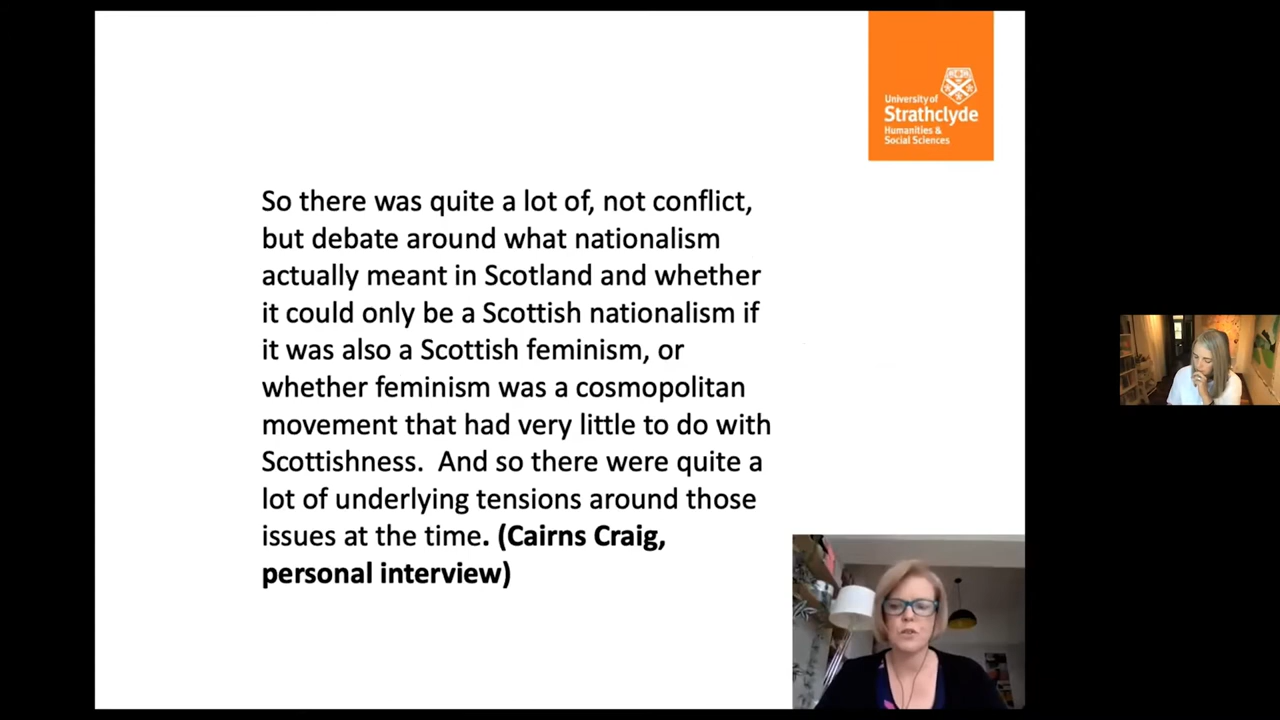 University of
Strathclyde
Humanities &
Social Sciences
So there was quite a lot of, not conflict,
but debate around what nationalism
actually meant in Scotland and whether
it could only be a Scottish nationalism if
it was also a Scottish feminism, or
whether feminism was a cosmopolitan
movement that had very little to do with
Scottishness.  And so there were quite a
lot of underlying tensions around those
issues at the time. (Cairns Craig,
personal interview)